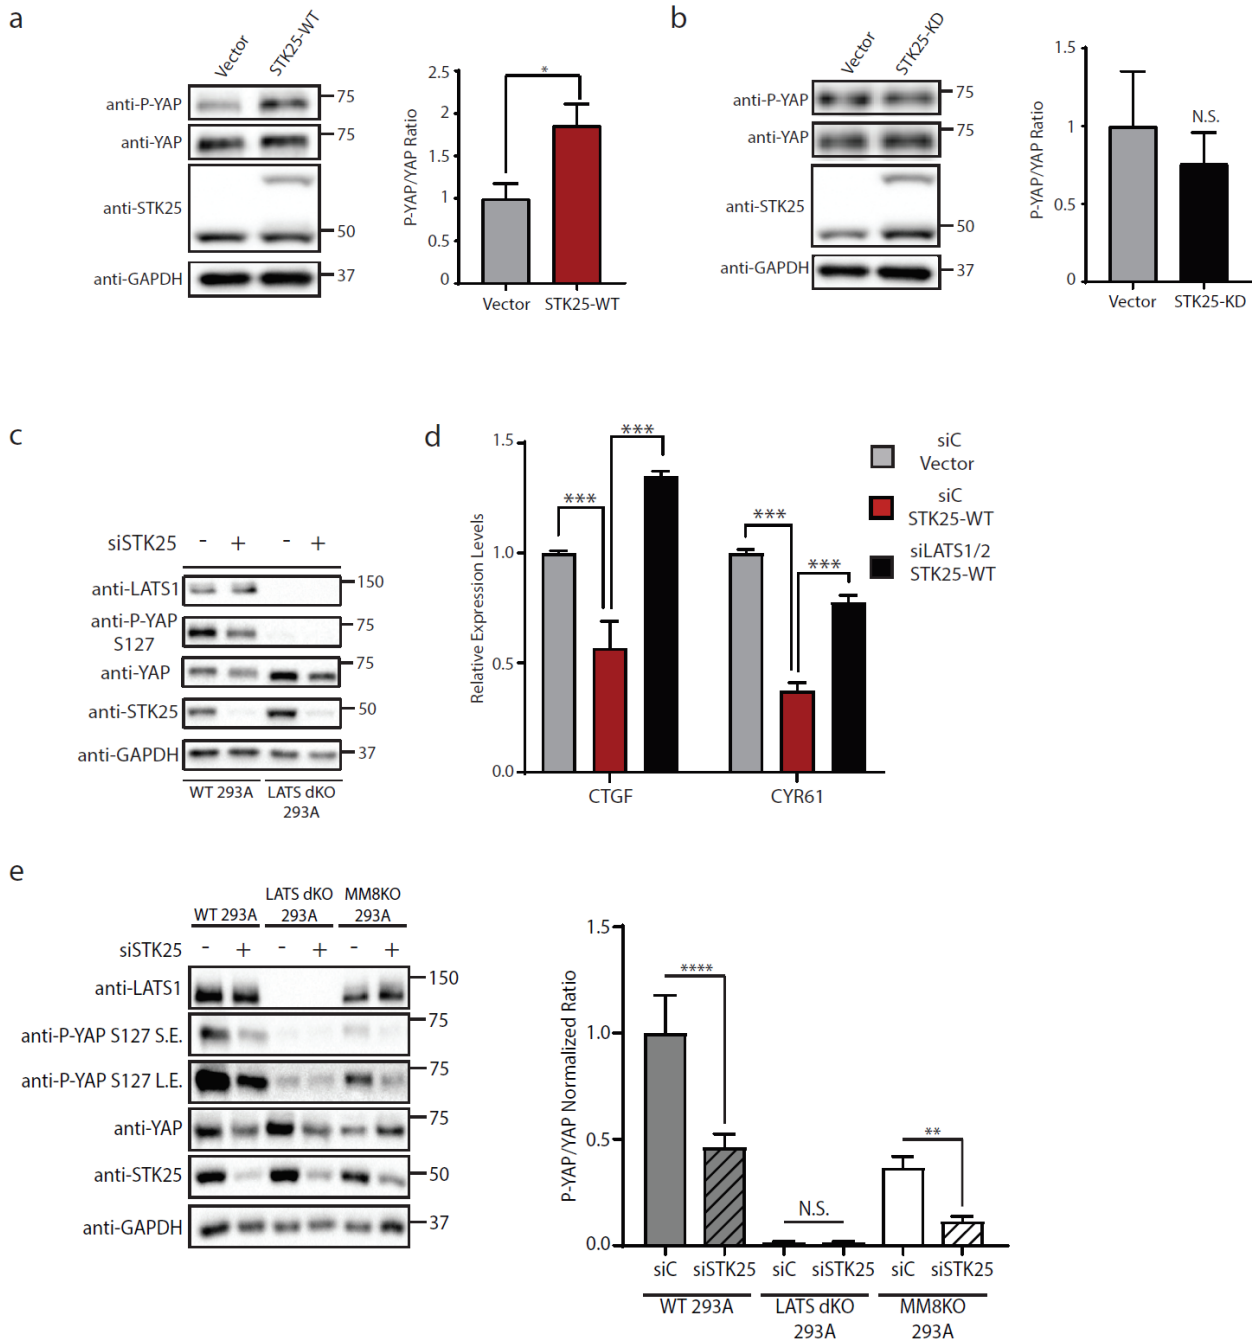 a
Vector
STK25-WT
anti-P-YAP
75
anti-YAP
75
anti-STK25
50
anti-GAPDH
37
P-YAP/YAP Ratio
2.5
2
1.5
1
0.5
0
*
Vector
STK25-WT
b
Vector
STK25-KD
anti-P-YAP
75
anti-YAP
75
anti-STK25
50
anti-GAPDH
37
P-YAP/YAP Ratio
1.5
1
0.5
0
N.S.
Vector
STK25-KD
c
siSTK25 - + - +
anti-LATS1
150
anti-P-YAP
S127
75
anti-YAP
75
anti-STK25
50
anti-GAPDH
37
WT 293A
LATS dKO
293A
d
Relative Expression Levels
1.5
1.0
0.5
0.0
***
***
***
***
CTGF
CYR61
siC
Vector
siC
STK25-WT
siLATS1/2
STK25-WT
e
WT 293A
LATS dKO
293A
MM8KO
293A
siSTK25 - + - + - +
anti-LATS1
150
anti-P-YAP S127 S.E.
75
anti-P-YAP S127 L.E.
75
anti-YAP
75
anti-STK25
50
anti-GAPDH
37
P-YAP/YAP Normalized Ratio
1.5
1.0
0.5
0.0
****
N.S.
**
siC siSTK25 siC siSTK25 siC siSTK25
WT 293A
LATS dKO
293A
MM8KO
293A